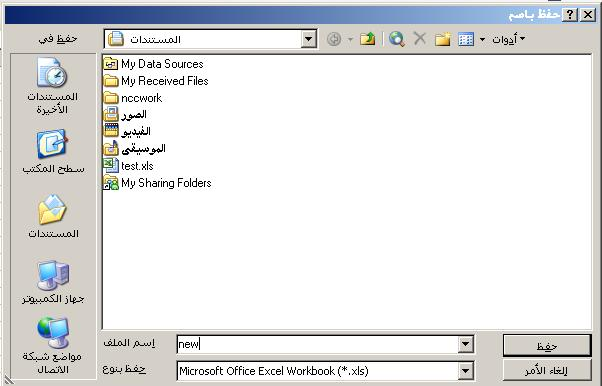 حفظ باسم
حفظ في
المستندات
أدوات
المستندات
الأخيرة
سطح المكتب
المستندات
جهاز الكمبيوتر
مواضع شبكة
الاتصال
My Data Sources
My Received Files
nccwork
الصور
الفيديو
الموسيقى
test.xls
My Sharing Folders
اسم الملف
new
حفظ
حفظ بنوع
Microsoft Office Excel Workbook (*.xls)
إلغاء الأمر